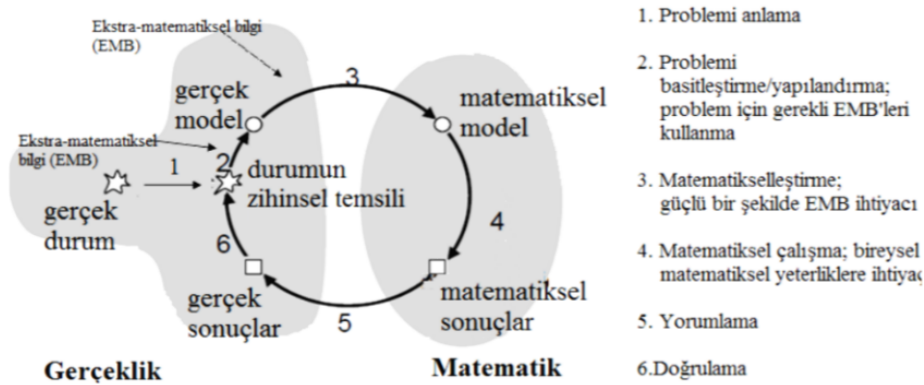 Ekstra-matematiksel bilgi
(EMB)
gerçek
model
3
matematiksel
model
Ekstra-matematiksel
bilgi (EMB)
1
2
durumun
zihinsel temsili
gerçek
durum
6
4
gerçek
sonuçlar
5
matematiksel
sonuçlar
Gerçeklik
Matematik
1. Problemi anlama
2. Problemi
basitleştirme/yapılandırma;
problem için gerekli EMB'leri
kullanma
3. Matematikselleştirme;
güçlü bir şekilde EMB ihtiyacı
4. Matematiksel çalışma; bireysel
matematiksel yeterliklere ihtiyaç
5. Yorumlama
6.Doğrulama